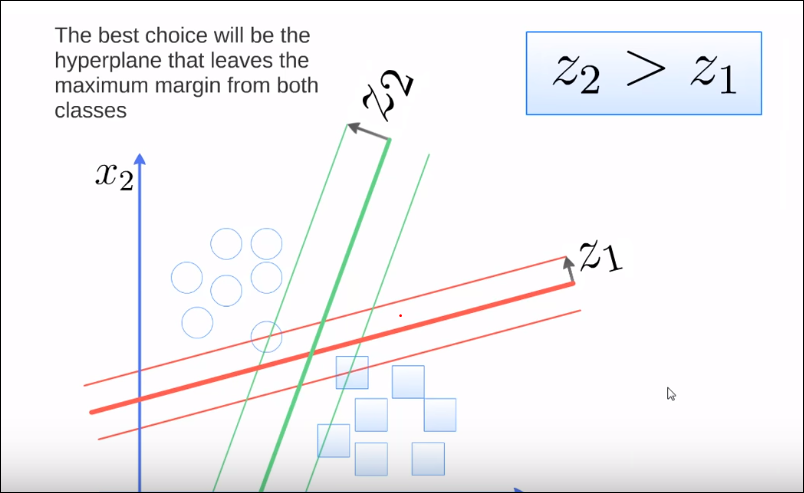 The best choice will be the
hyperplane that leaves the
maximum margin from both
classes
z₂ > z₁
z2
x₂
z₁